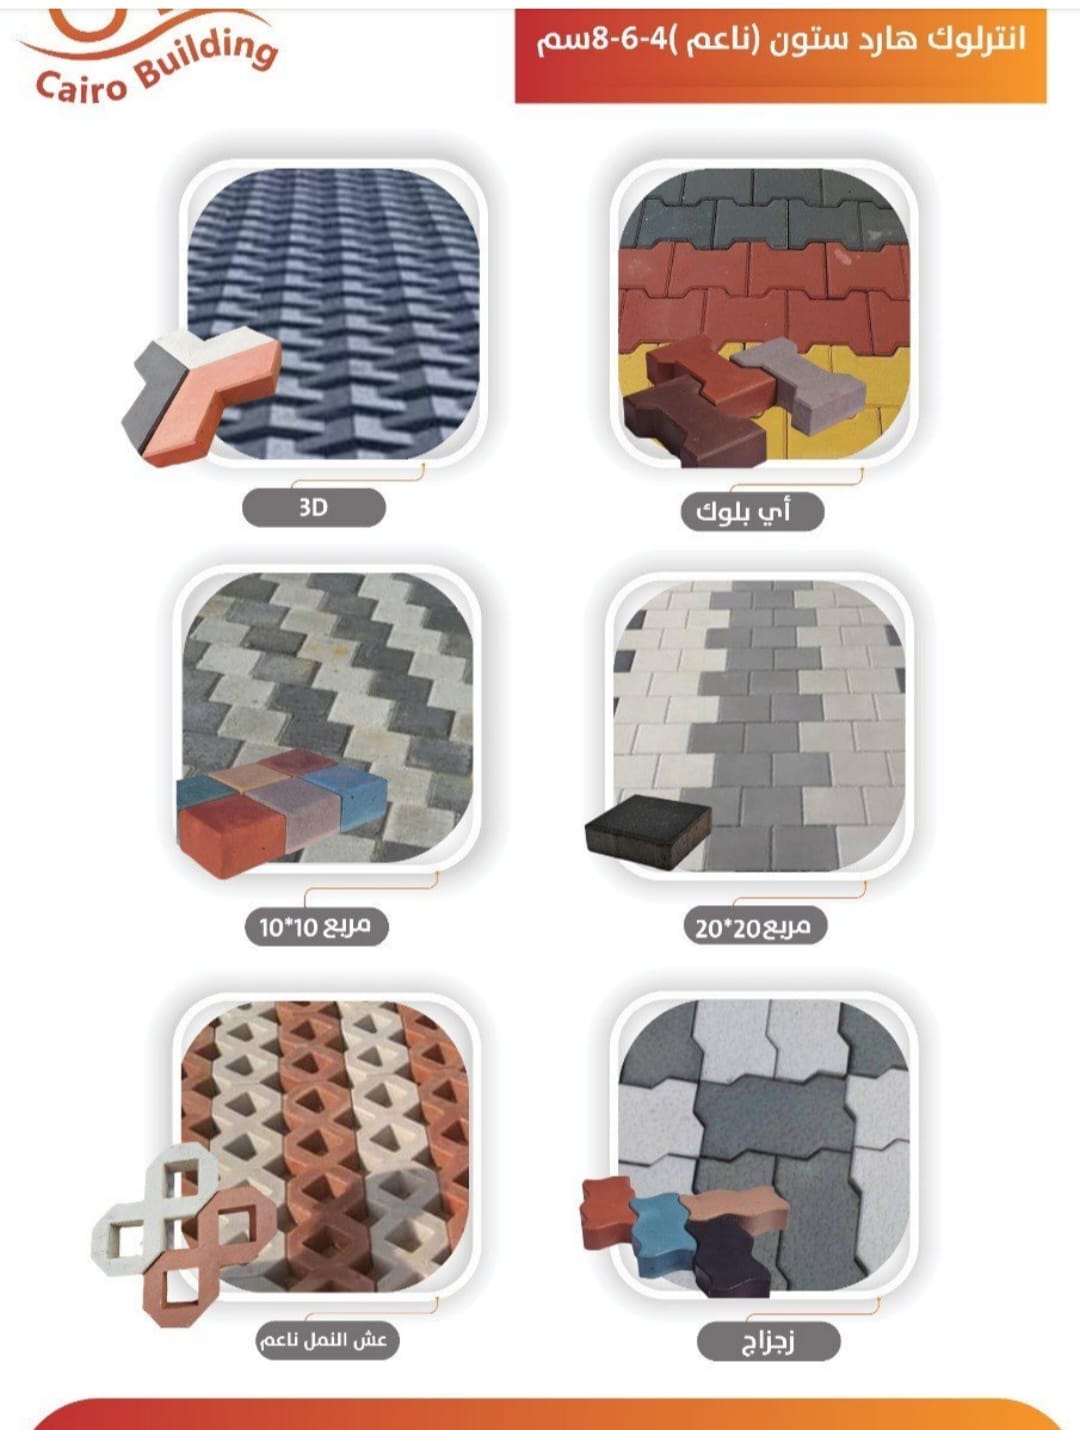 Cairo Building
انترلوك هارد ستون (ناعم )4-6-8سم
أي بلوك
3D
مربع20*20
مربع 10*10
زجزاج
عش النمل ناعم